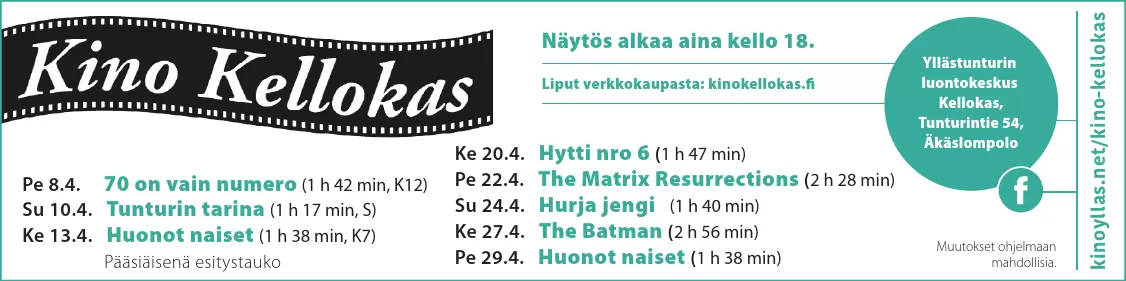 Kino Kellokas
Näytös alkaa aina kello 18.
Liput verkkokaupasta: kinokellokas.fi
Pe 8.4. 70 on vain numero (1 h 42 min, K12)
Su 10.4. Tunturin tarina (1 h 17 min, S)
Ke 13.4. Huonot naiset (1 h 38 min, K7)
Pääsiäisenä esitystauko
Ke 20.4. Hytti nro 6 (1 h 47 min)
Pe 22.4. The Matrix Resurrections (2 h 28 min)
Su 24.4. Hurja jengi (1 h 40 min)
Ke 27.4. The Batman (2 h 56 min)
Pe 29.4. Huonot naiset (1 h 38 min)
Yllästunturin
luontokeskus
Kellokas,
Tunturintie 54,
Äkäslompolo
f
Muutokset ohjelmaan
mahdollisia.
kinoyllas.net/kino-kellokas